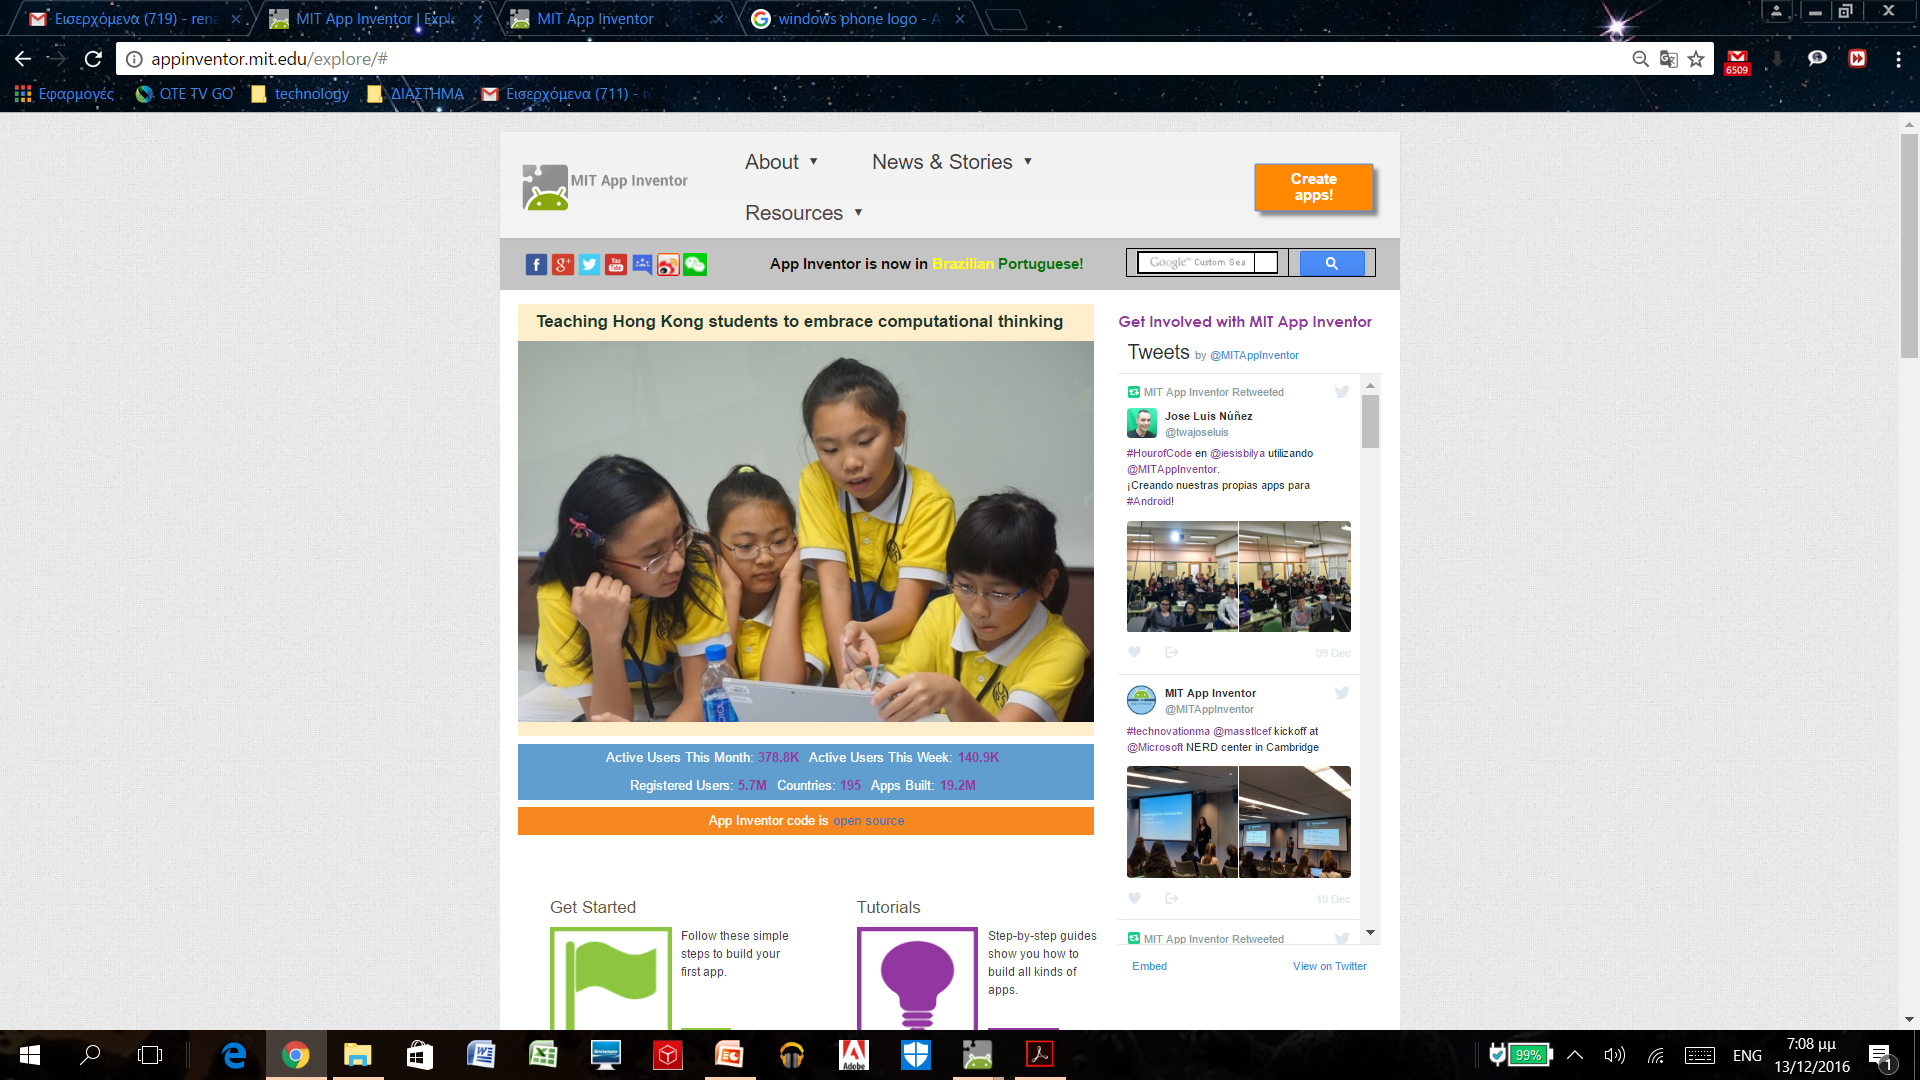 Εισερχόμενα (719) - rena
MIT App Inventor | Explo
MIT App Inventor
windows phone logo - A
appinventor.mit.edu/explore/#
6509
Εφαρμογές
OTE TV GO
technology
ΔΙΑΣΤΗΜΑ
Εισερχόμενα (711) - r
MIT App Inventor
About
News & Stories
Resources
Create
apps!
App Inventor is now in Brazilian Portuguese!
Google™ Custom Sea
Teaching Hong Kong students to embrace computational thinking
Active Users This Month: 378.8K Active Users This Week: 140.9K
Registered Users: 5.7M Countries: 195 Apps Built: 19.2M
App Inventor code is open source
Get Started
Follow these simple
steps to build your
first app.
Tutorials
Step-by-step guides
show you how to
build all kinds of
apps.
Get Involved with MIT App Inventor
Tweets by @MITAppInventor
MIT App Inventor Retweeted
Jose Luis Núñez
@twajoseluis
#HourofCode en @iesisbilya utilizando
@MITAppInventor.
¡Creando nuestras propias apps para
#Android!
09 Dec
MIT App Inventor
@MITAppInventor
#technovationma @masstlcef kickoff at
@Microsoft NERD center in Cambridge
10 Dec
MIT App Inventor Retweeted
Embed
View on Twitter
Adobe
99%
ENG
7:08 μμ
13/12/2016
1